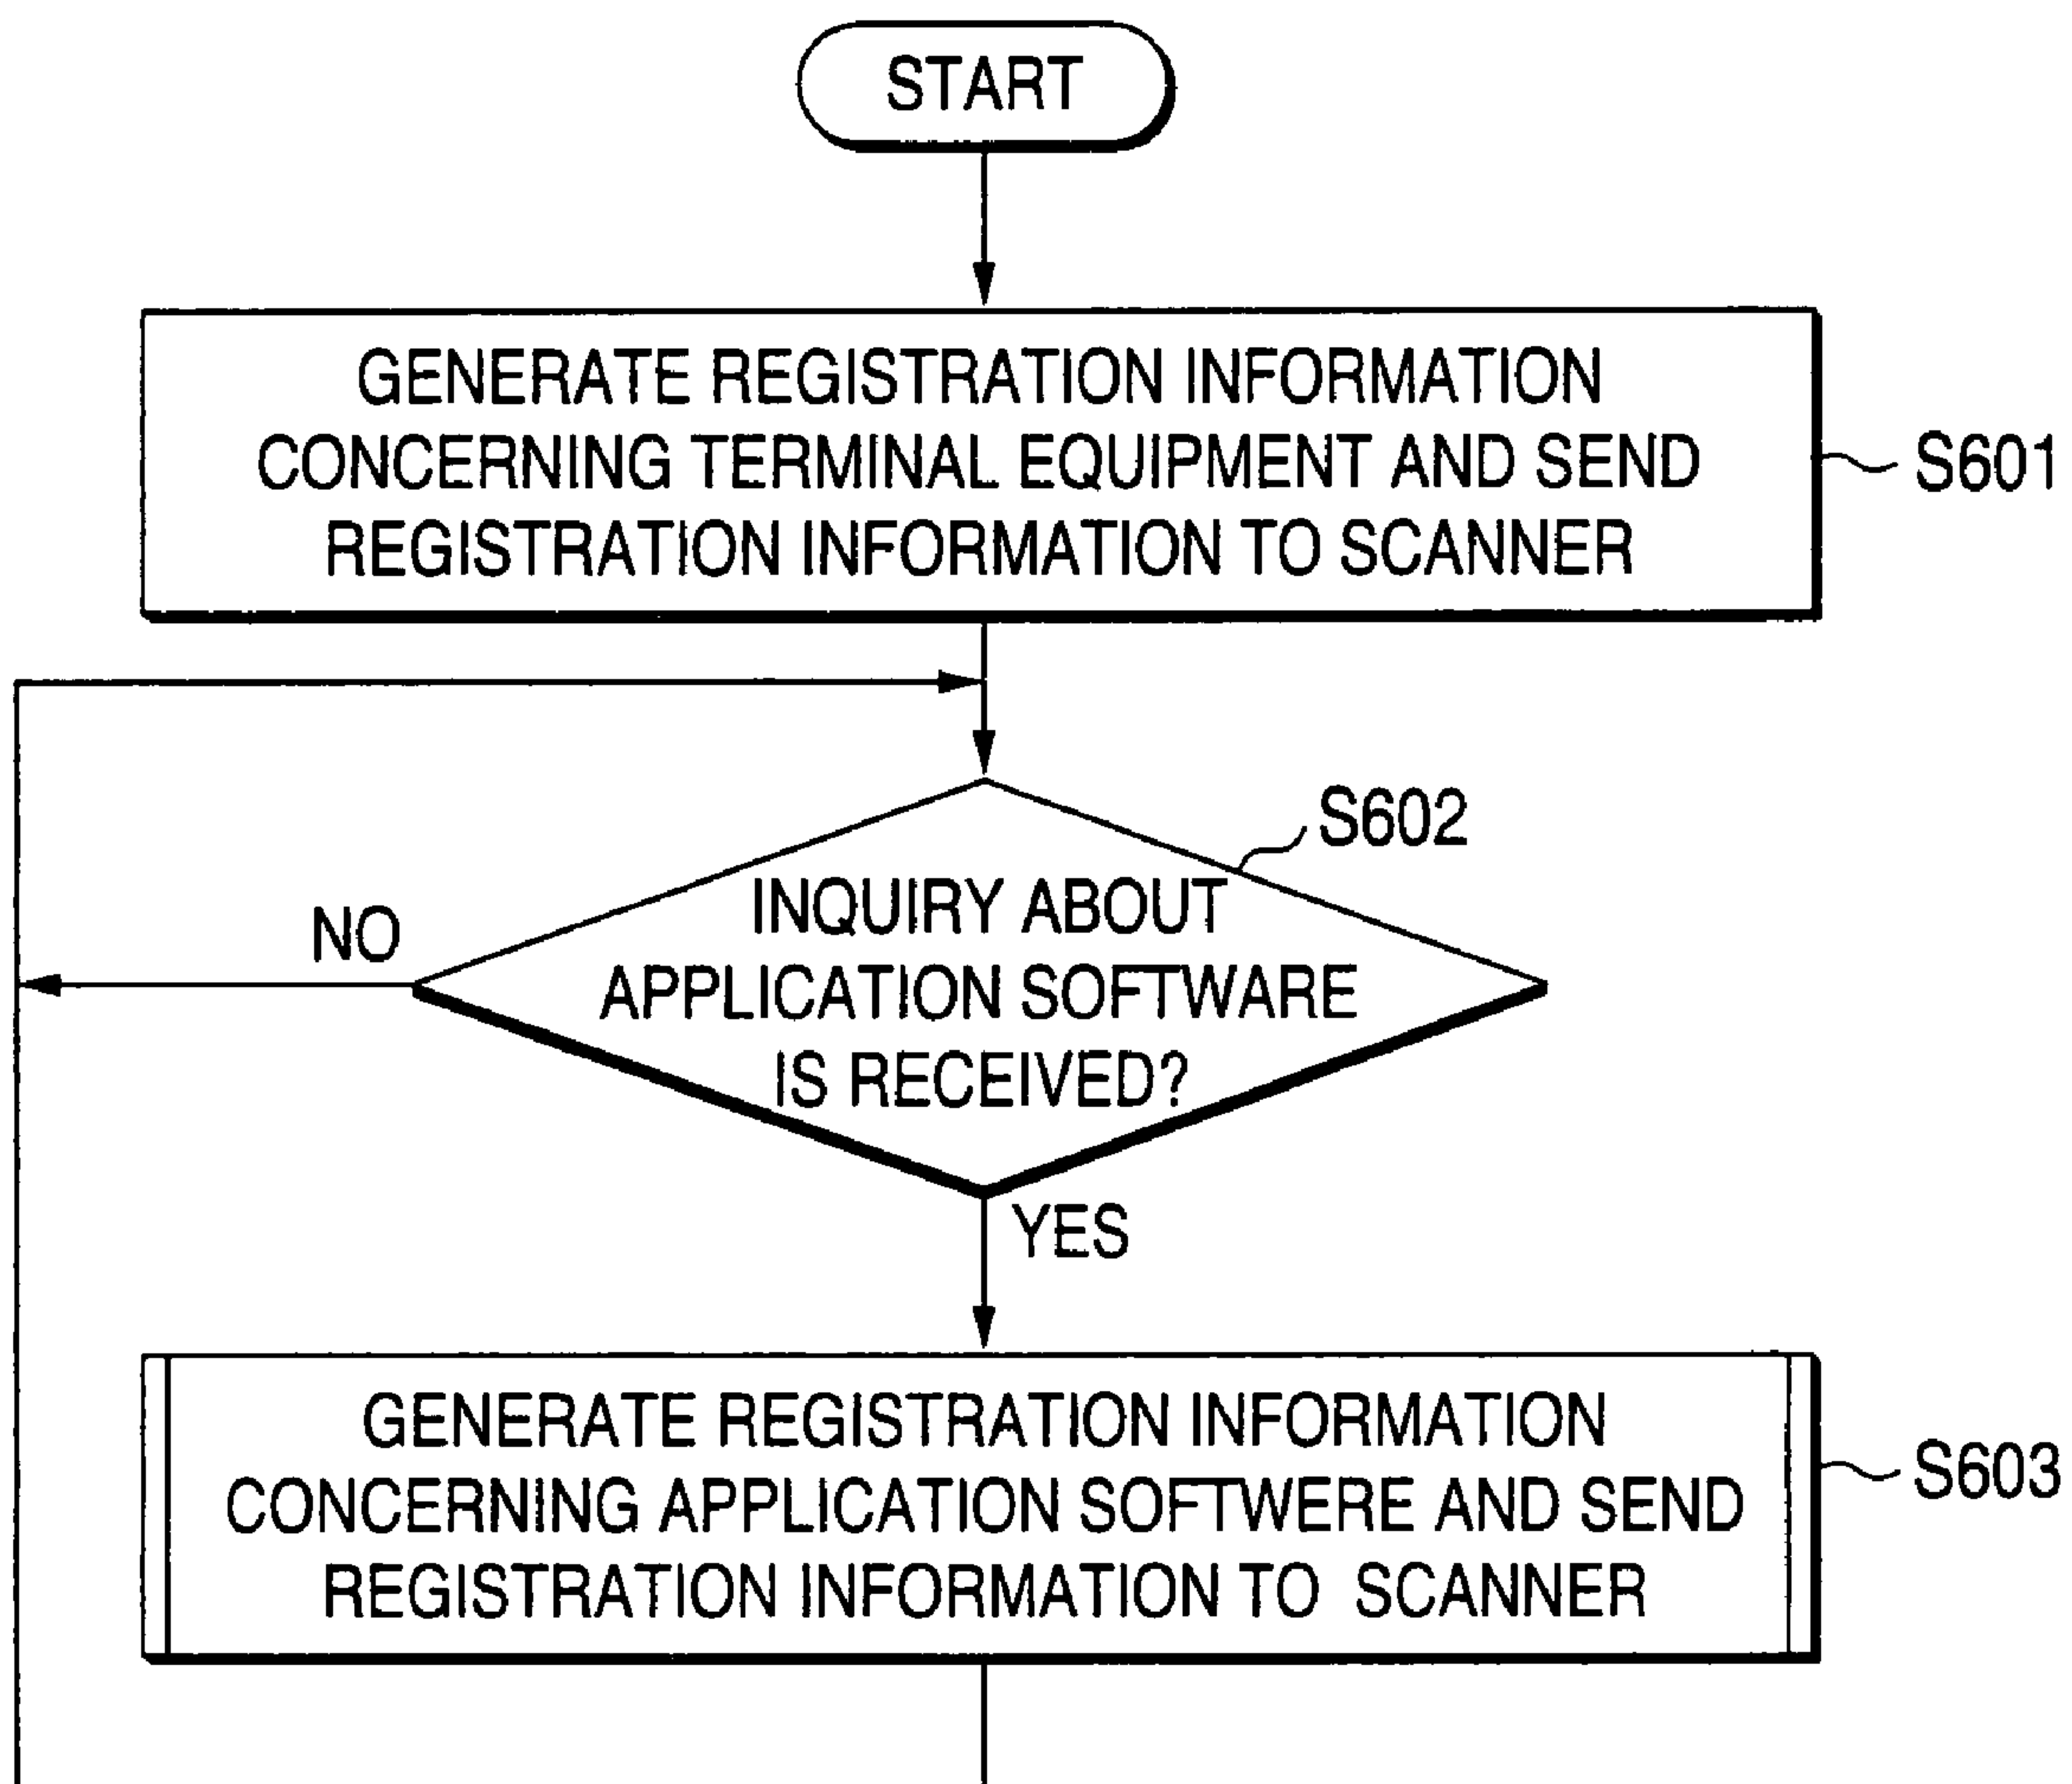 START
GENERATE REGISTRATION INFORMATION
CONCERNING TERMINAL EQUIPMENT AND SEND
REGISTRATION INFORMATION TO SCANNER
S601
S602
INQUIRY ABOUT
APPLICATION SOFTWARE
IS RECEIVED?
NO
YES
GENERATE REGISTRATION INFORMATION
CONCERNING APPLICATION SOFTWERE AND SEND
REGISTRATION INFORMATION TO SCANNER
S603